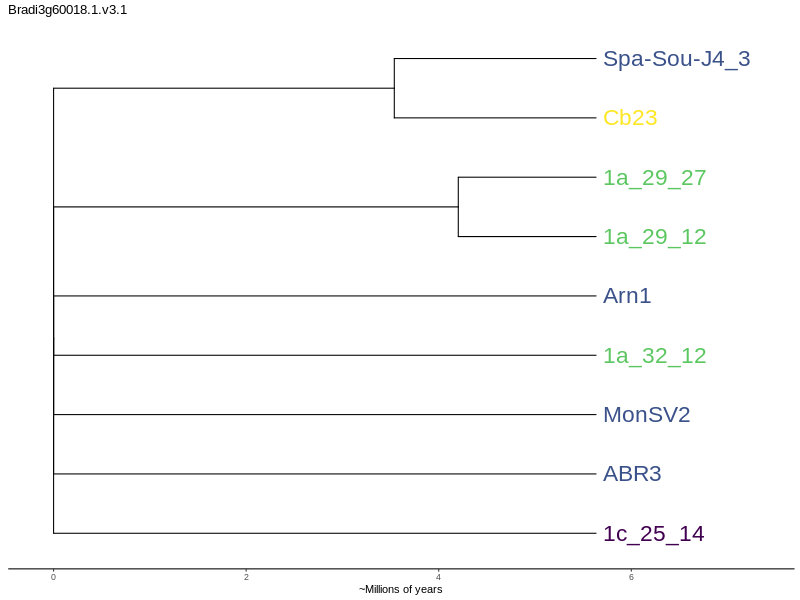 Bradi3g60018.1.v3.1
Spa-Sou-J4_3
Cb23
1a_29_27
1a_29_12
Arn1
1a_32_12
MonSV2
ABR3
1c_25_14
0 2 4 6
~Millions of years